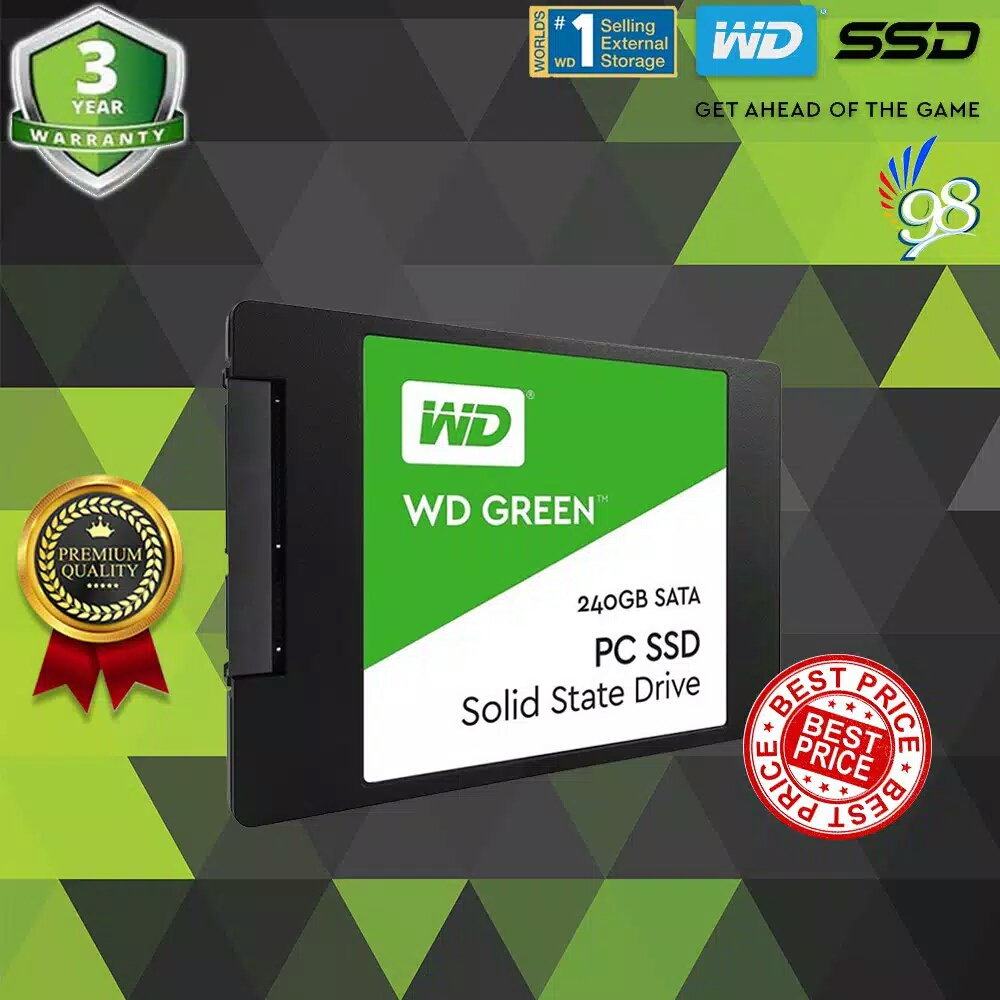 3
YEAR
WARRANTY
WORLD'S
#1
WD
Selling
External
Storage
WD
SSD
GET AHEAD OF THE GAME
98
WD®
WD GREEN™
240GB SATA
PC SSD
Solid State Drive
PREMIUM
QUALITY
BEST PRICE
BEST
PRICE
BEST PRICE